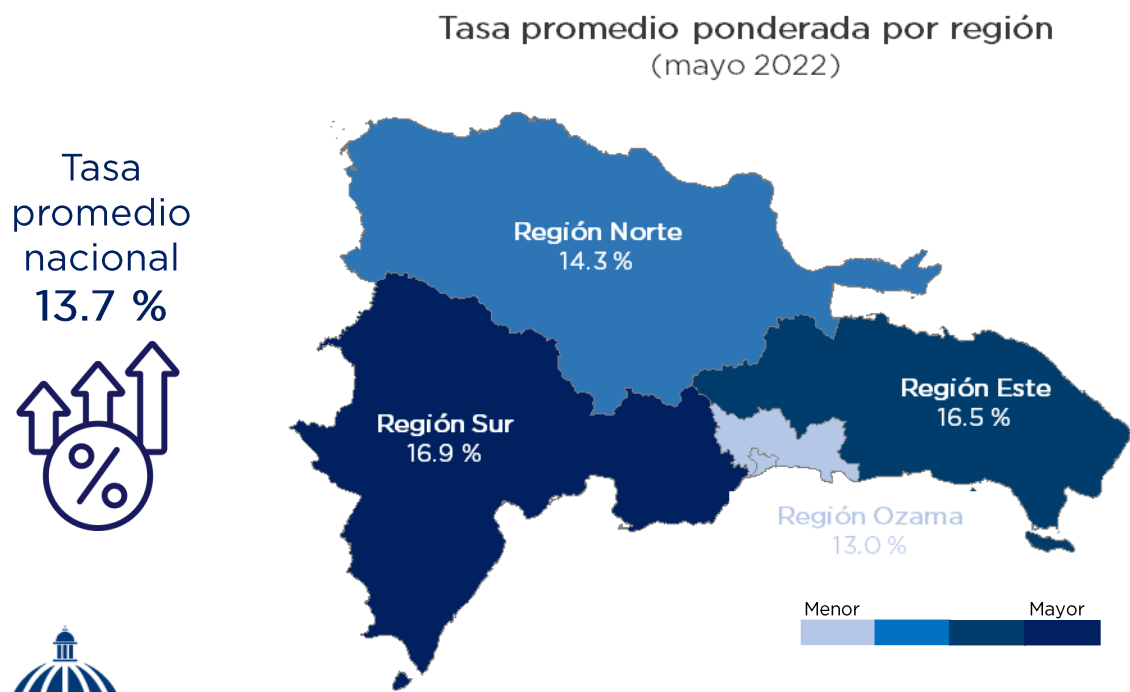 Tasa promedio ponderada por región
(mayo 2022)
Tasa
promedio
nacional
13.7 %
%
Región Norte
14.3 %
Región Este
16.5 %
Región Sur
16.9 %
Región Ozama
13.0 %
Menor
Mayor